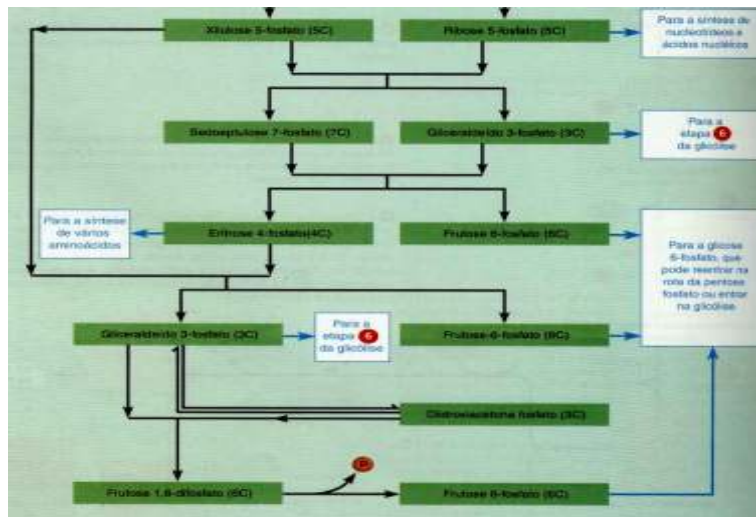 Xilulose 5-fosfato (5C)
Ribose 5-fosfato (5C)
Para a síntese
de nucleotídeos e
ácidos nucléicos
Sedoeptulose 7-fosfato (7C)
Gliceraldeído 3-fosfato (3C)
Para a
etapa 6
da glicólise
Para a síntese
de vários
aminoácidos
Eritrose 4-fosfato(4C)
Frutose 6-fosfato (6C)
Para a glicose
6-fosfato, que
pode reentrar na
rota da pentose
fosfato ou entrar
na glicólise
Gliceraldeído 3-fosfato (3C)
Para a
etapa 6
da glicólise
Frutose-6-fosfato (6C)
Diidroxiacetona fosfato (3C)
P
Frutose 1,6-difosfato (6C)
Frutose 6-fosfato (6C)